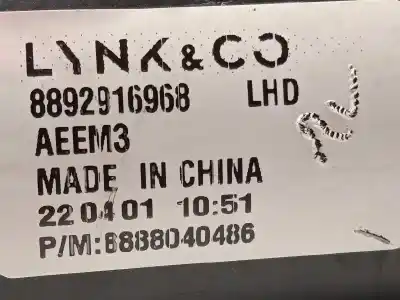 LYNK&CO
8892916968 LHD
AEEM3
MADE IN CHINA
220401 10:51
P/M:8888040486